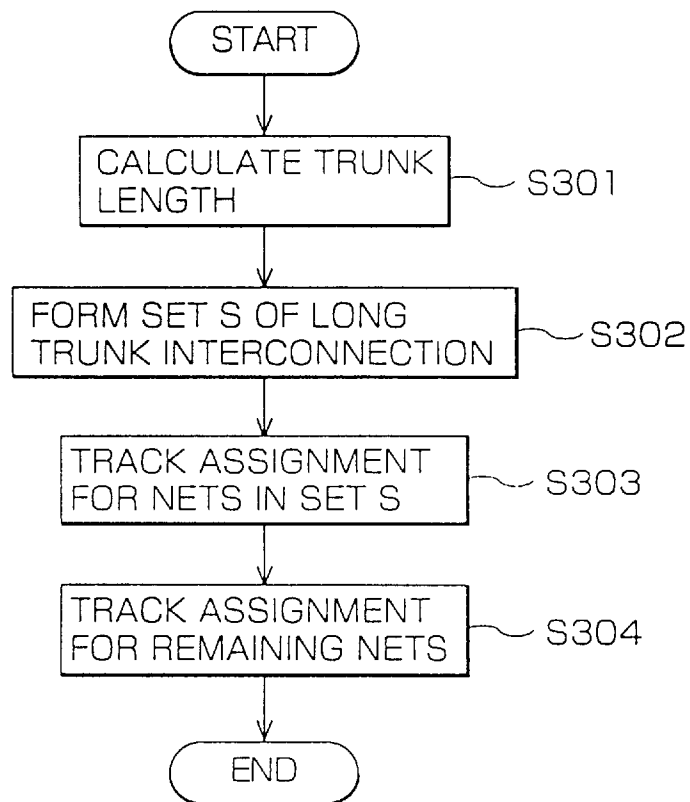 START
CALCULATE TRUNK
LENGTH
S301
FORM SET S OF LONG
TRUNK INTERCONNECTION
S302
TRACK ASSIGNMENT
FOR NETS IN SET S
S303
TRACK ASSIGNMENT
FOR REMAINING NETS
S304
END